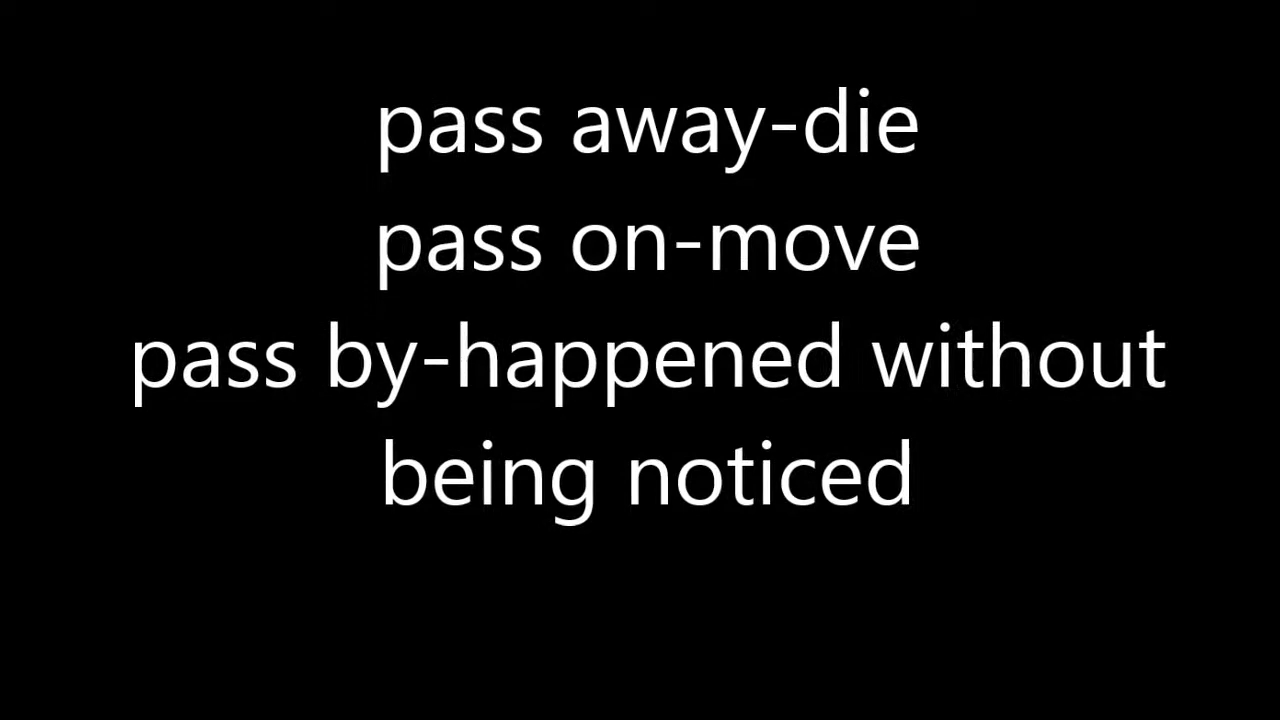 pass away-die
pass on-move
pass by-happened without
being noticed